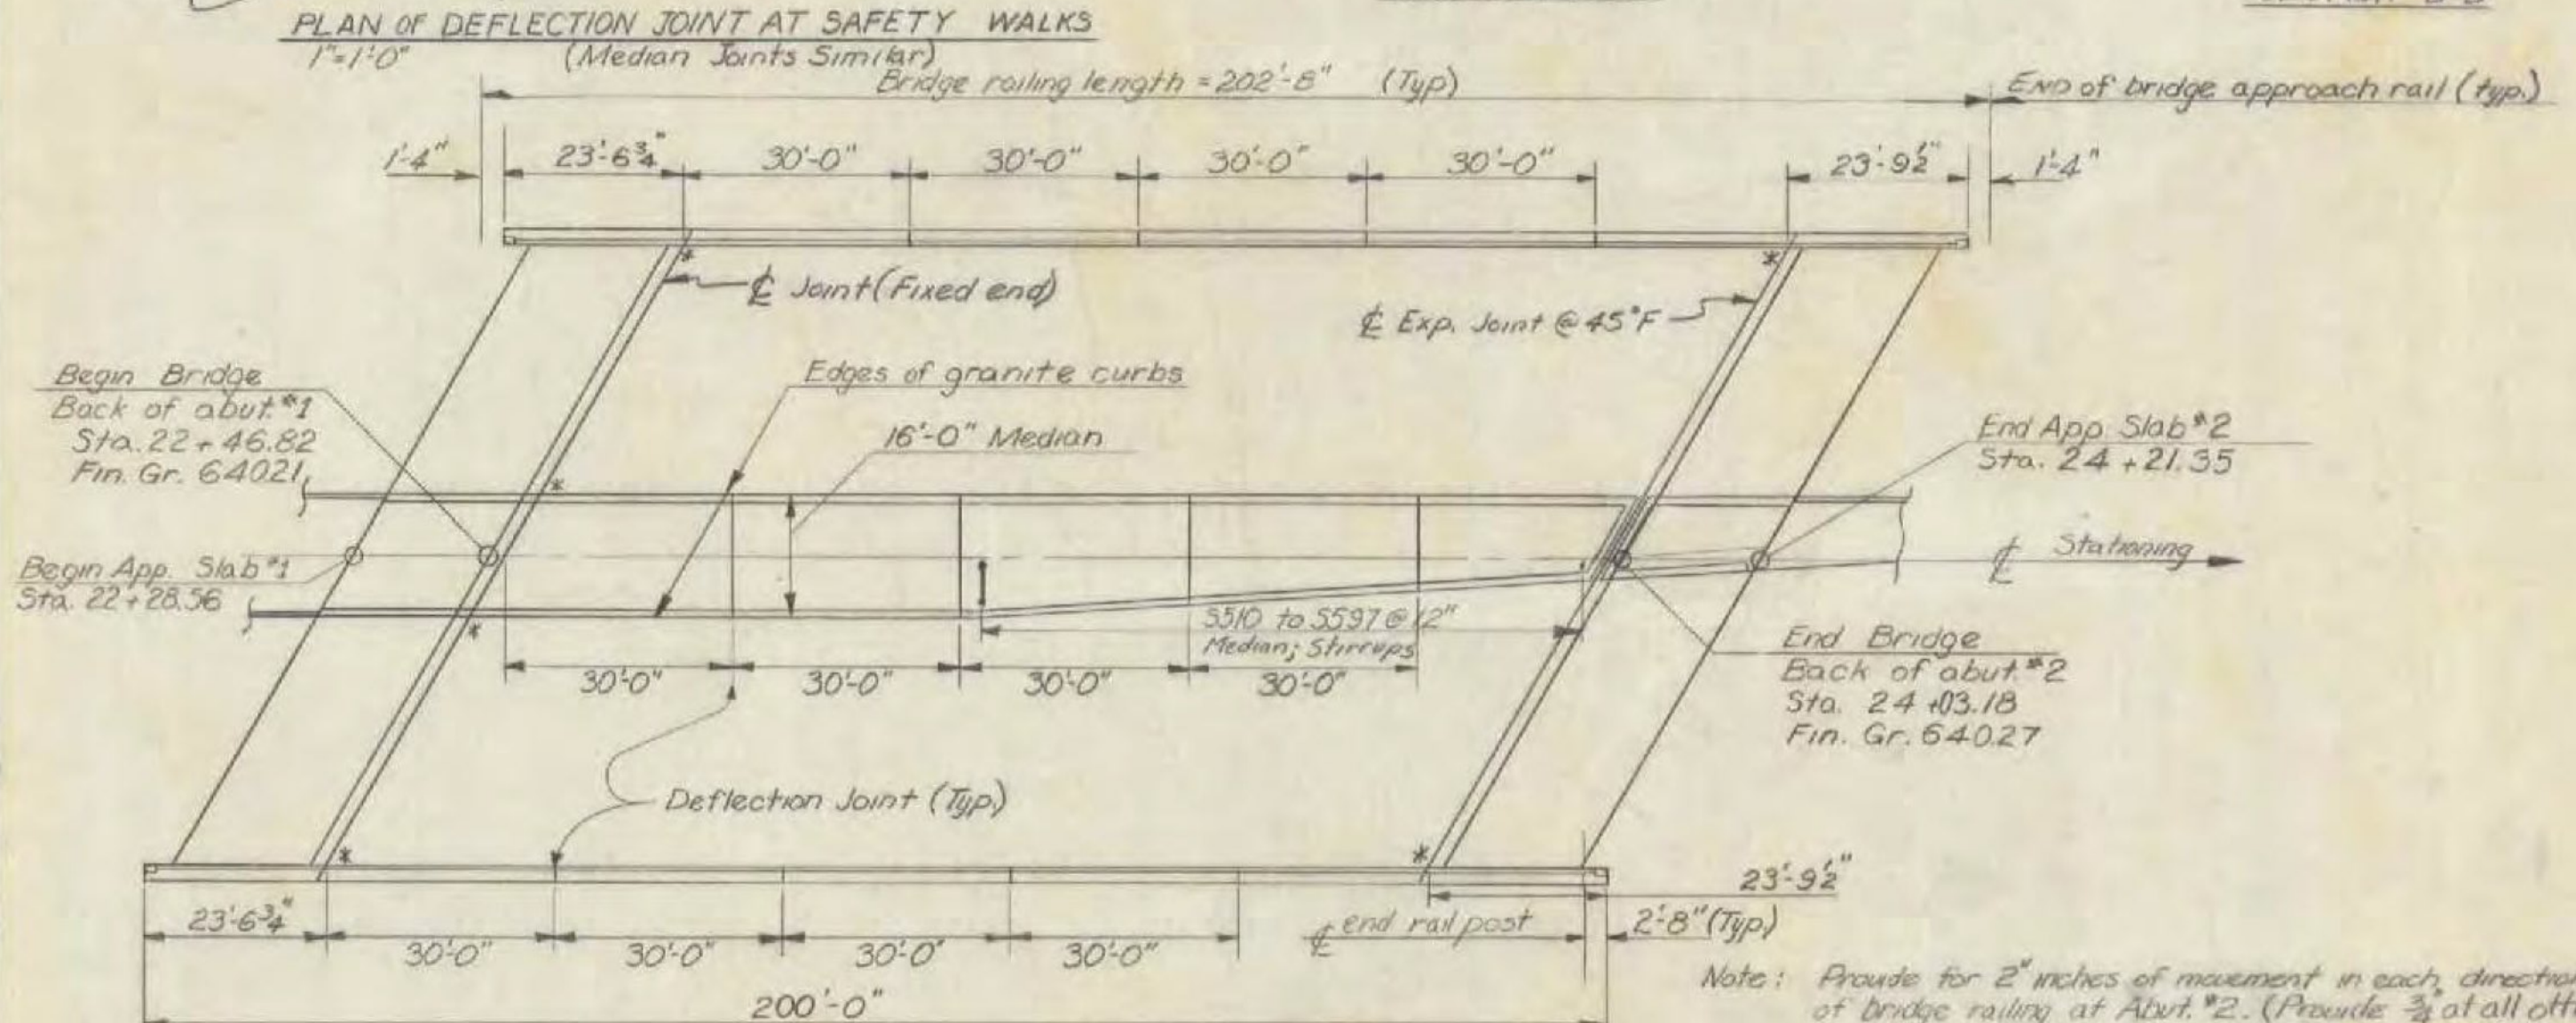 PLAN OF DEFLECTION JOINT AT SAFETY WALKS
1"=1'-0"
(Median Joints Similar)
Bridge railing length = 202'-8" (Typ)
END of bridge approach rail (typ.)
1'-4"
23'-6 3/4"
30'-0"
30'-0"
30'-0"
30'-0"
23'-9 1/2"
1'-4"
*
*
℄ Joint (Fixed end)
℄ Exp. Joint @ 45°F
Begin Bridge
Back of abut. #1
Sta. 22 + 46.82
Fin. Gr. 640.21
Edges of granite curbs
16'-0" Median
End App. Slab #2
Sta. 24 + 21.35
*
Begin App. Slab #1
Sta. 22 + 28.56
℄ Stationing
*
S510 to S597 @ 12"
Median; Stirrups
30'-0"
30'-0"
30'-0"
30'-0"
End Bridge
Back of abut. #2
Sta. 24 +03.18
Fin. Gr. 640.27
Deflection Joint (Typ.)
*
*
23'-6 3/4"
30'-0"
30'-0"
30'-0"
30'-0"
℄ end rail post
23'-9 1/2"
2'-8" (Typ.)
200'-0"
Note: Provide for 2" inches of movement in each direction
of bridge railing at Abut. #2. (Provide 3/4" at all